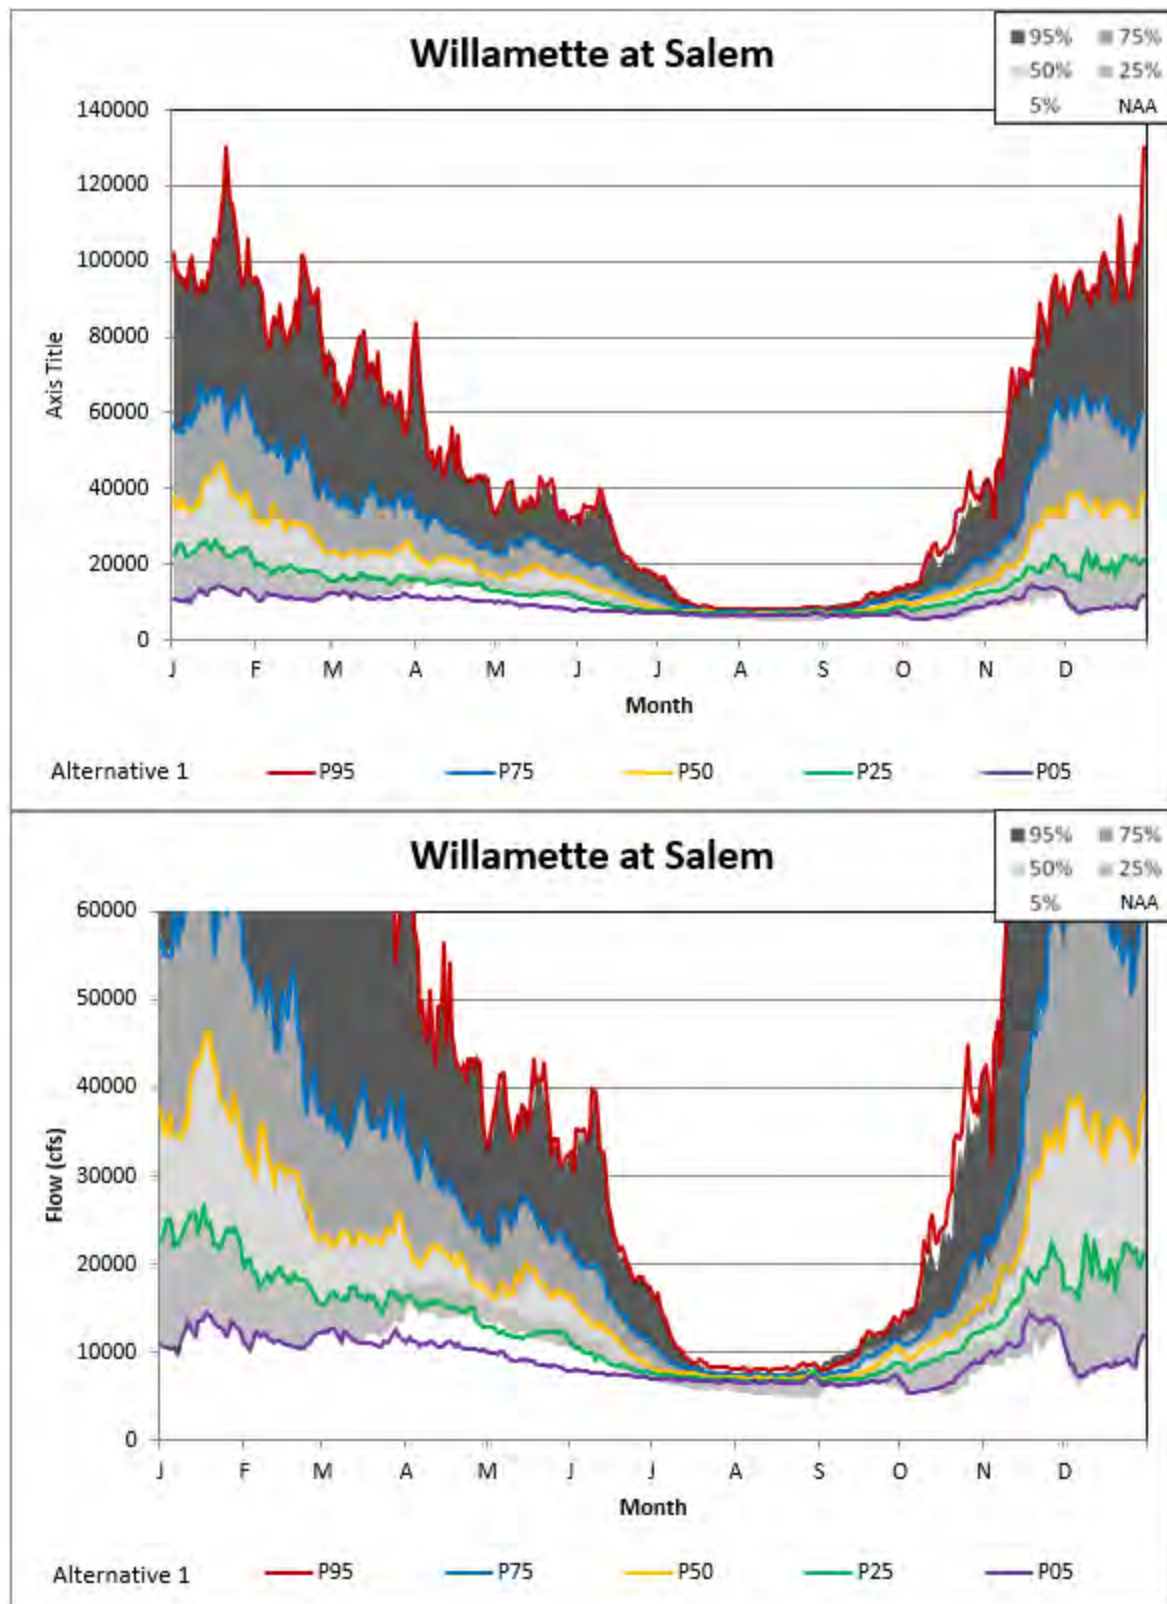 Willamette at Salem
95% 75%
50% 25%
5% NAA
140000
120000
100000
80000
60000
40000
20000
0
Axis Title
J F M A M J J A S O N D
Month
Alternative 1 P95 P75 P50 P25 P05
Willamette at Salem
95% 75%
50% 25%
5% NAA
60000
50000
40000
30000
20000
10000
0
Flow (cfs)
J F M A M J J A S O N D
Month
Alternative 1 P95 P75 P50 P25 P05